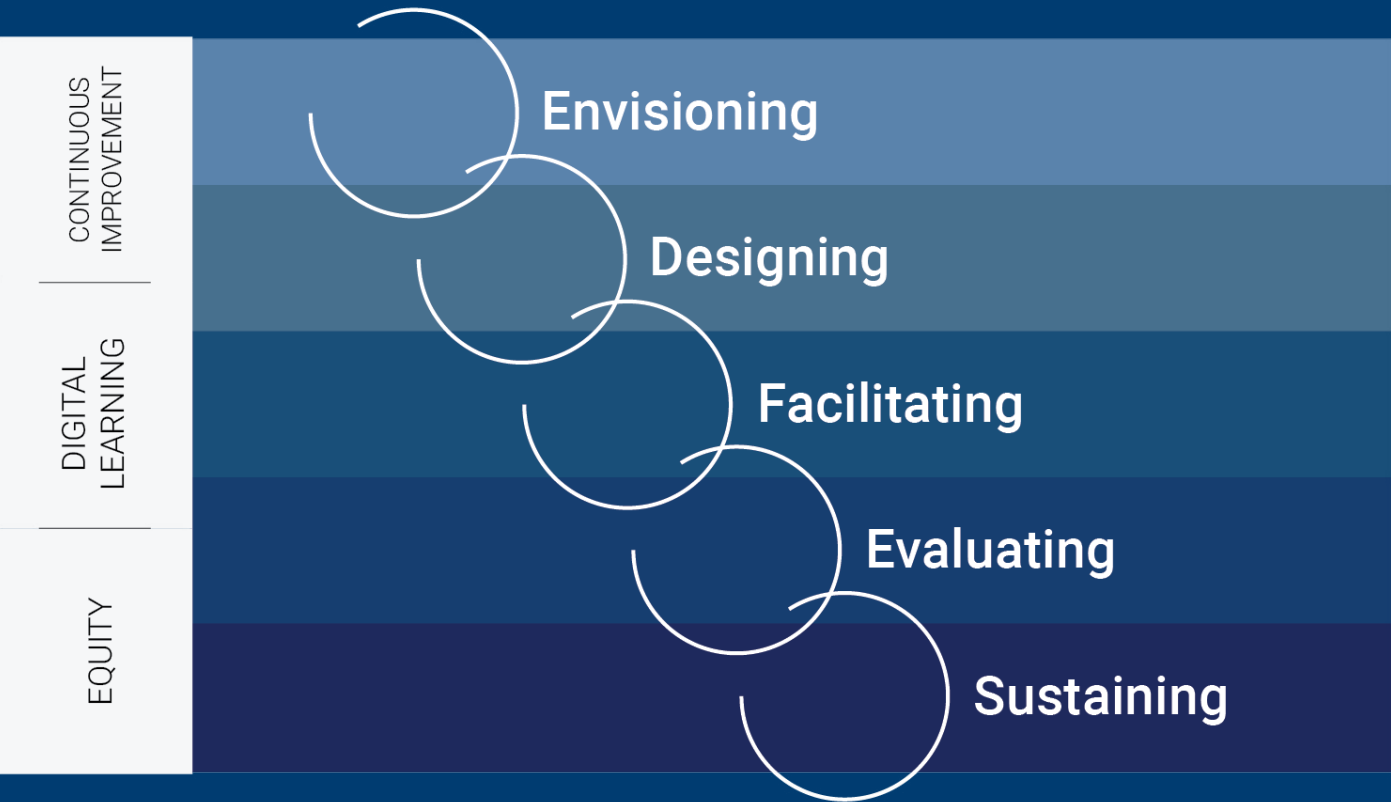 CONTINUOUS
IMPROVEMENT
DIGITAL
LEARNING
EQUITY
Envisioning
Designing
Facilitating
Evaluating
Sustaining